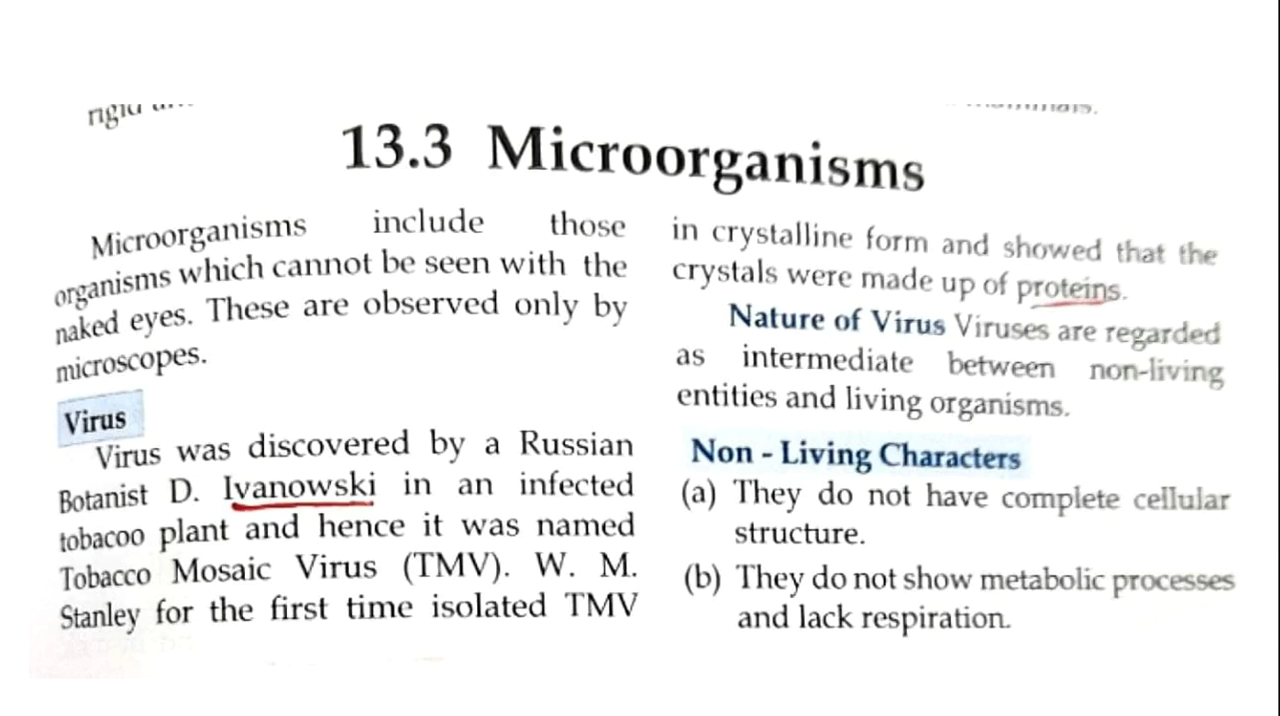 13.3 Microorganisms
Microorganisms include those
organisms which cannot be seen with the
naked eyes. These are observed only by
microscopes.
Virus
Virus was discovered by a Russian
Botanist D. Ivanowski in an infected
tobacoo plant and hence it was named
Tobacco Mosaic Virus (TMV). W. M.
Stanley for the first time isolated TMV
in crystalline form and showed that the
crystals were made up of proteins.
Nature of Virus Viruses are regarded
as intermediate between non-living
entities and living organisms.
Non - Living Characters
(a) They do not have complete cellular
structure.
(b) They do not show metabolic processes
and lack respiration.